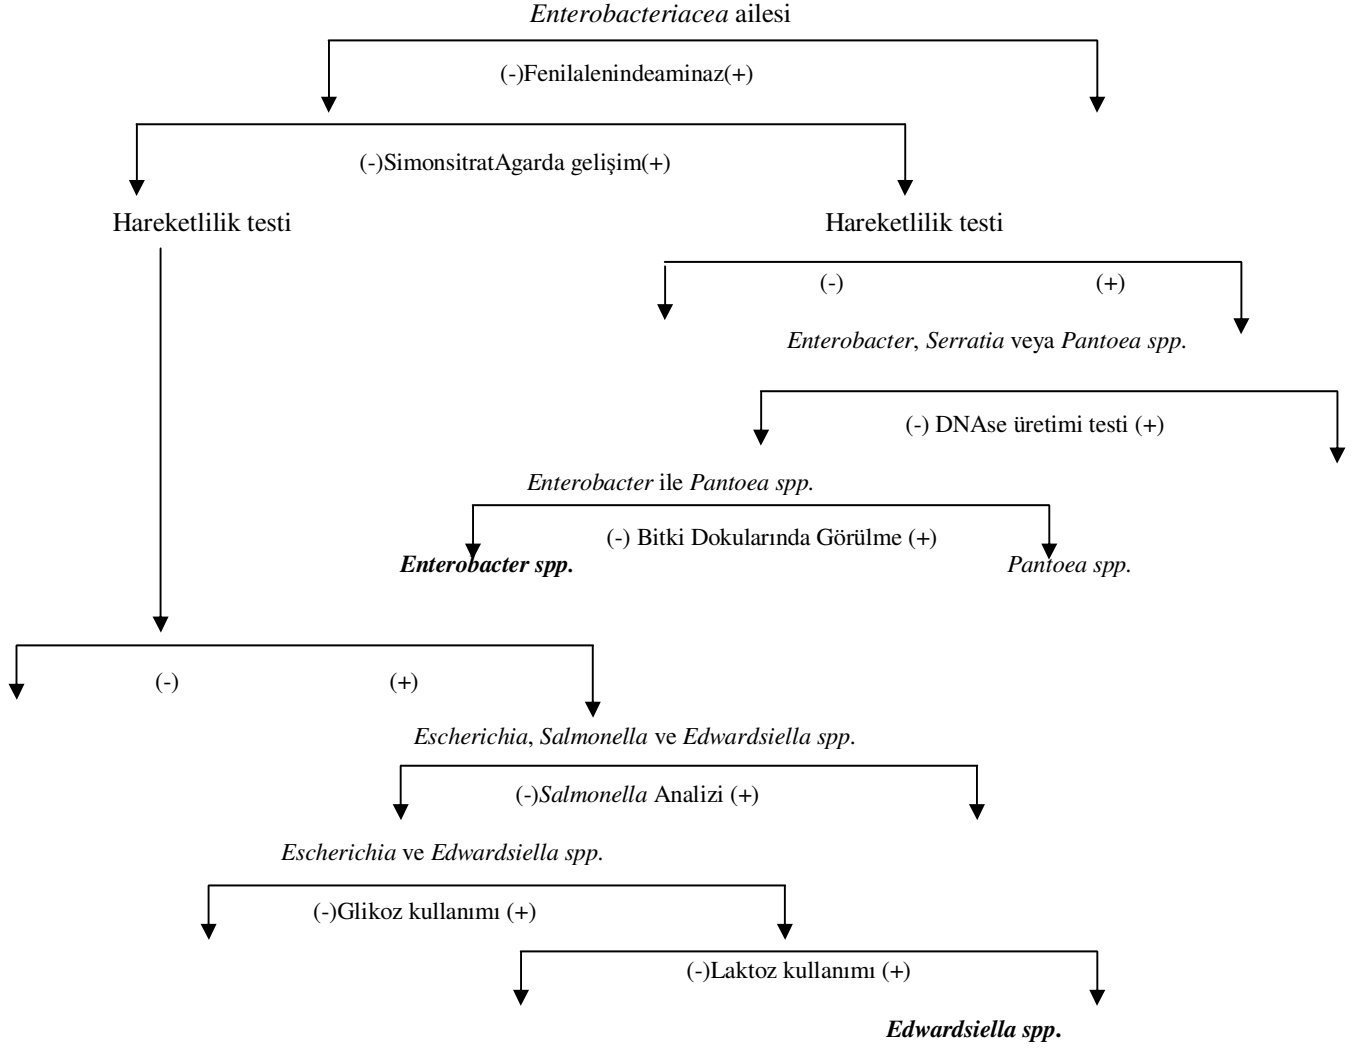 Enterobacteriacea ailesi
(-)Fenilalenindeaminaz(+)
(-)SimonsitratAgarda gelişim(+)
Hareketlilik testi
Hareketlilik testi
(-)
(+)
Enterobacter, Serratia veya Pantoea spp.
(-) DNAse üretimi testi (+)
Enterobacter ile Pantoea spp.
(-) Bitki Dokularında Görülme (+)
Enterobacter spp.
Pantoea spp.
(-)
(+)
Escherichia, Salmonella ve Edwardsiella spp.
(-)Salmonella Analizi (+)
Escherichia ve Edwardsiella spp.
(-)Glikoz kullanımı (+)
(-)Laktoz kullanımı (+)
Edwardsiella spp.